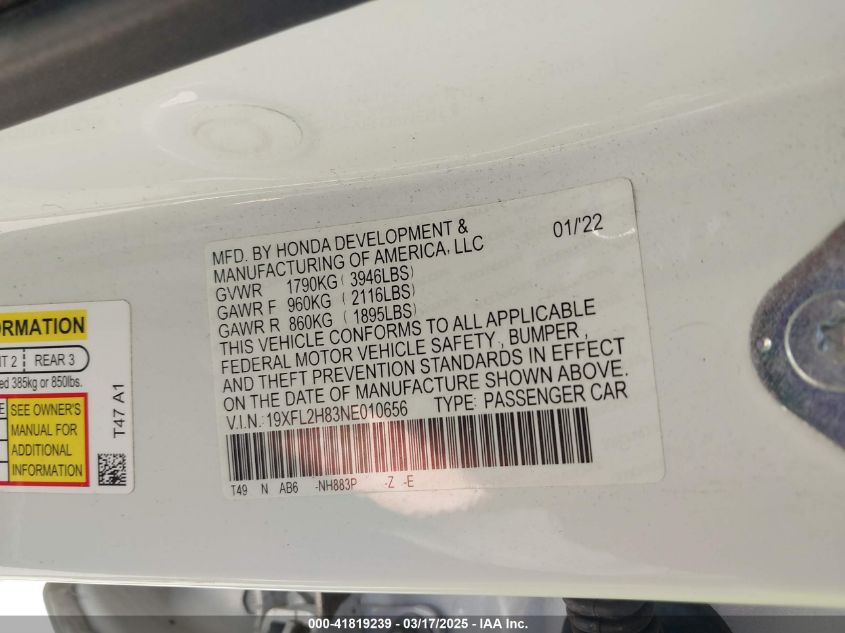 MFD. BY HONDA DEVELOPMENT &
MANUFACTURING OF AMERICA, LLC
01/'22
GVWR 1790KG (3946LBS)
GAWR F 960KG (2116LBS)
GAWR R 860KG (1895LBS)
THIS VEHICLE CONFORMS TO ALL APPLICABLE
FEDERAL MOTOR VEHICLE SAFETY, BUMPER,
AND THEFT PREVENTION STANDARDS IN EFFECT
ON THE DATE OF MANUFACTURE SHOWN ABOVE.
V.I.N.:19XFL2H83NE010656 TYPE: PASSENGER CAR
T49 N AB6 -NH883P -Z -E
ORMATION
T 2 REAR 3
ed 385kg or 850lbs.
E
SEE OWNER'S
MANUAL FOR
ADDITIONAL
INFORMATION
T47 A1
000-41819239 - 03/17/2025 - IAA Inc.